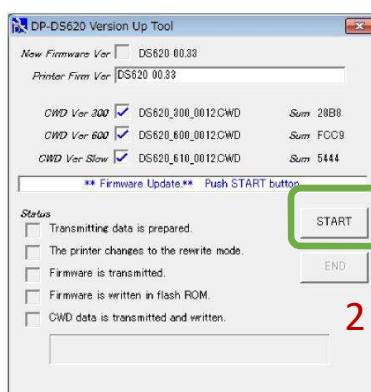 DP-DS620 Version Up Tool
New Firmware Ver DS620 00.33
Printer Firm Ver DS620 00.33
CWD Ver 300 DS620_300_0012.CWD Sum 28B8
CWD Ver 600 DS620_600_0012.CWD Sum FCC9
CWD Ver Slow DS620_610_0012.CWD Sum 5444
** Firmware Update.** Push START button
Status
START
Transmitting data is prepared.
The printer changes to the rewrite mode.
END
Firmware is transmitted.
Firmware is written in flash ROM.
CWD data is transmitted and written.
2